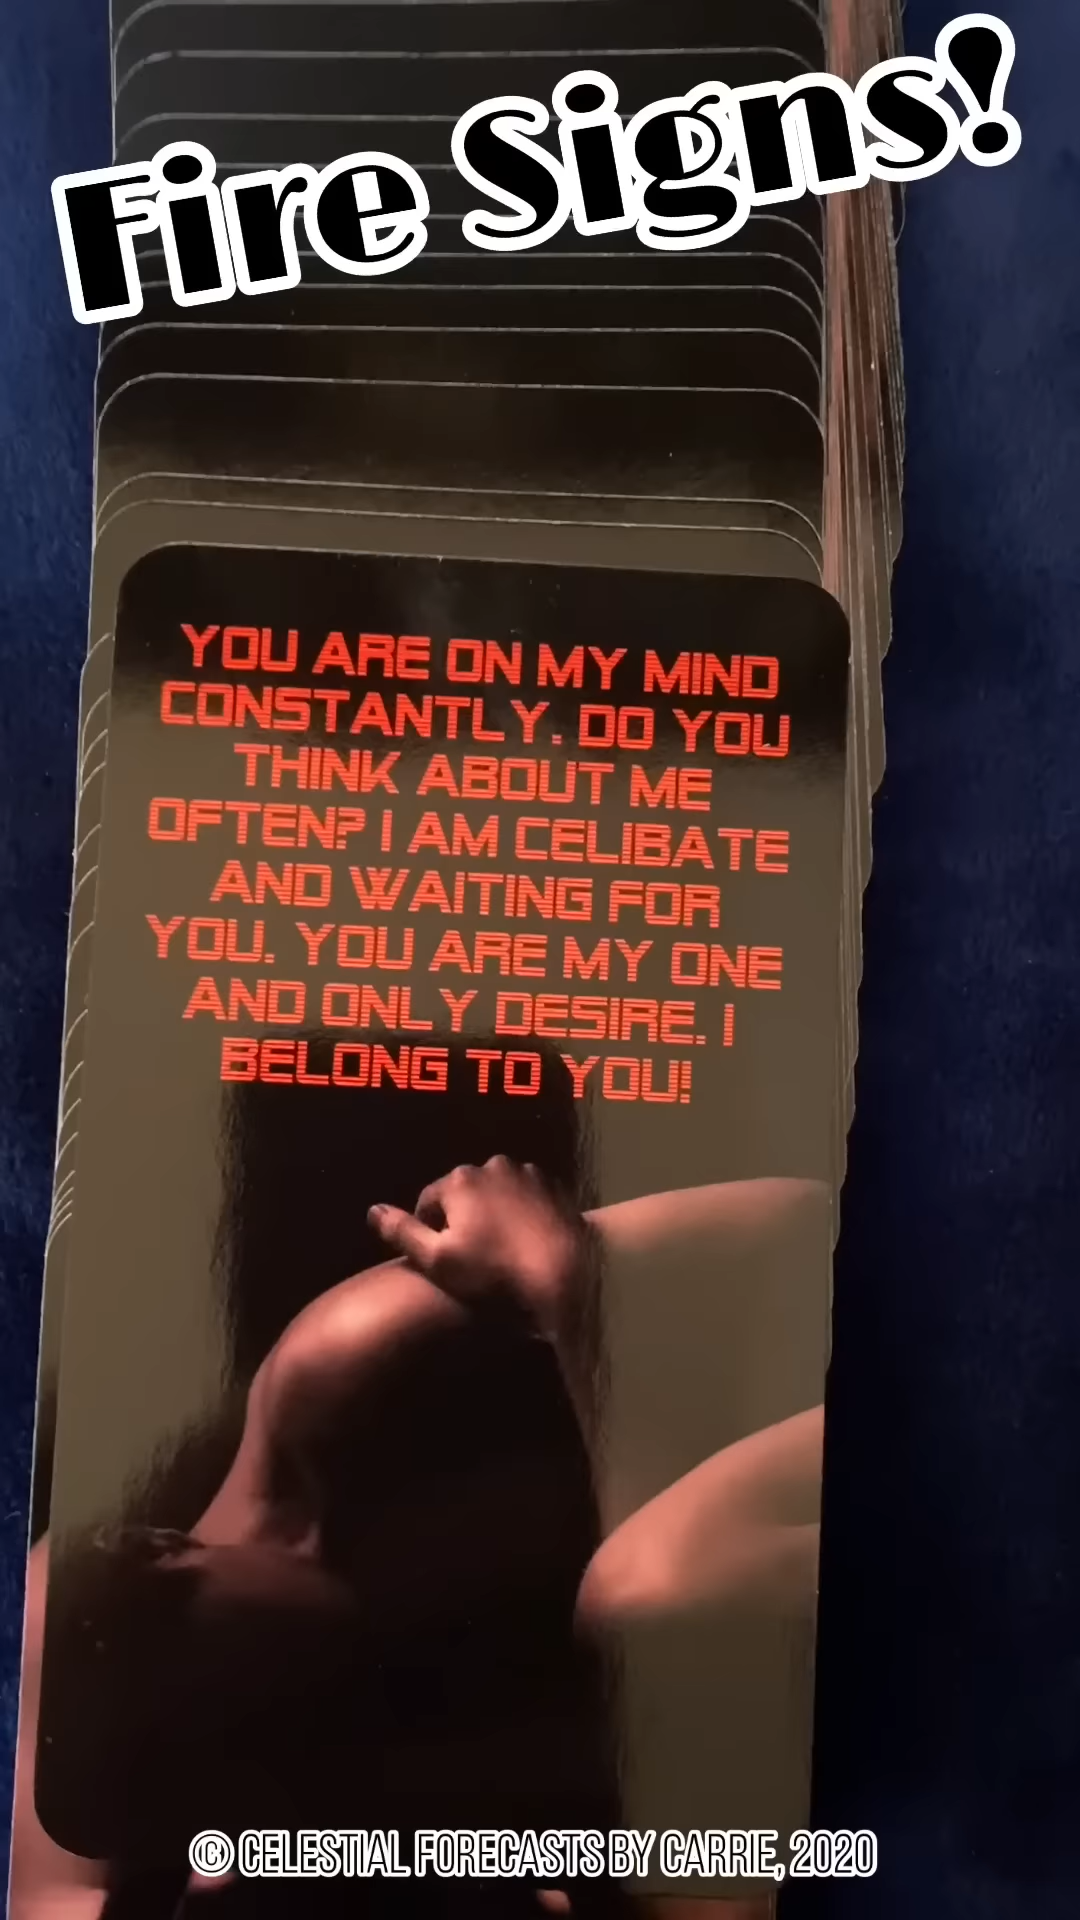 Fire Signs!
YOU ARE ON MY MIND
CONSTANTLY. DO YOU
THINK ABOUT ME
OFTEN? I AM CELIBATE
AND WAITING FOR
YOU. YOU ARE MY ONE
AND ONLY DESIRE. I
BELONG TO YOU!
© CELESTIAL FORECASTS BY CARRIE, 2020